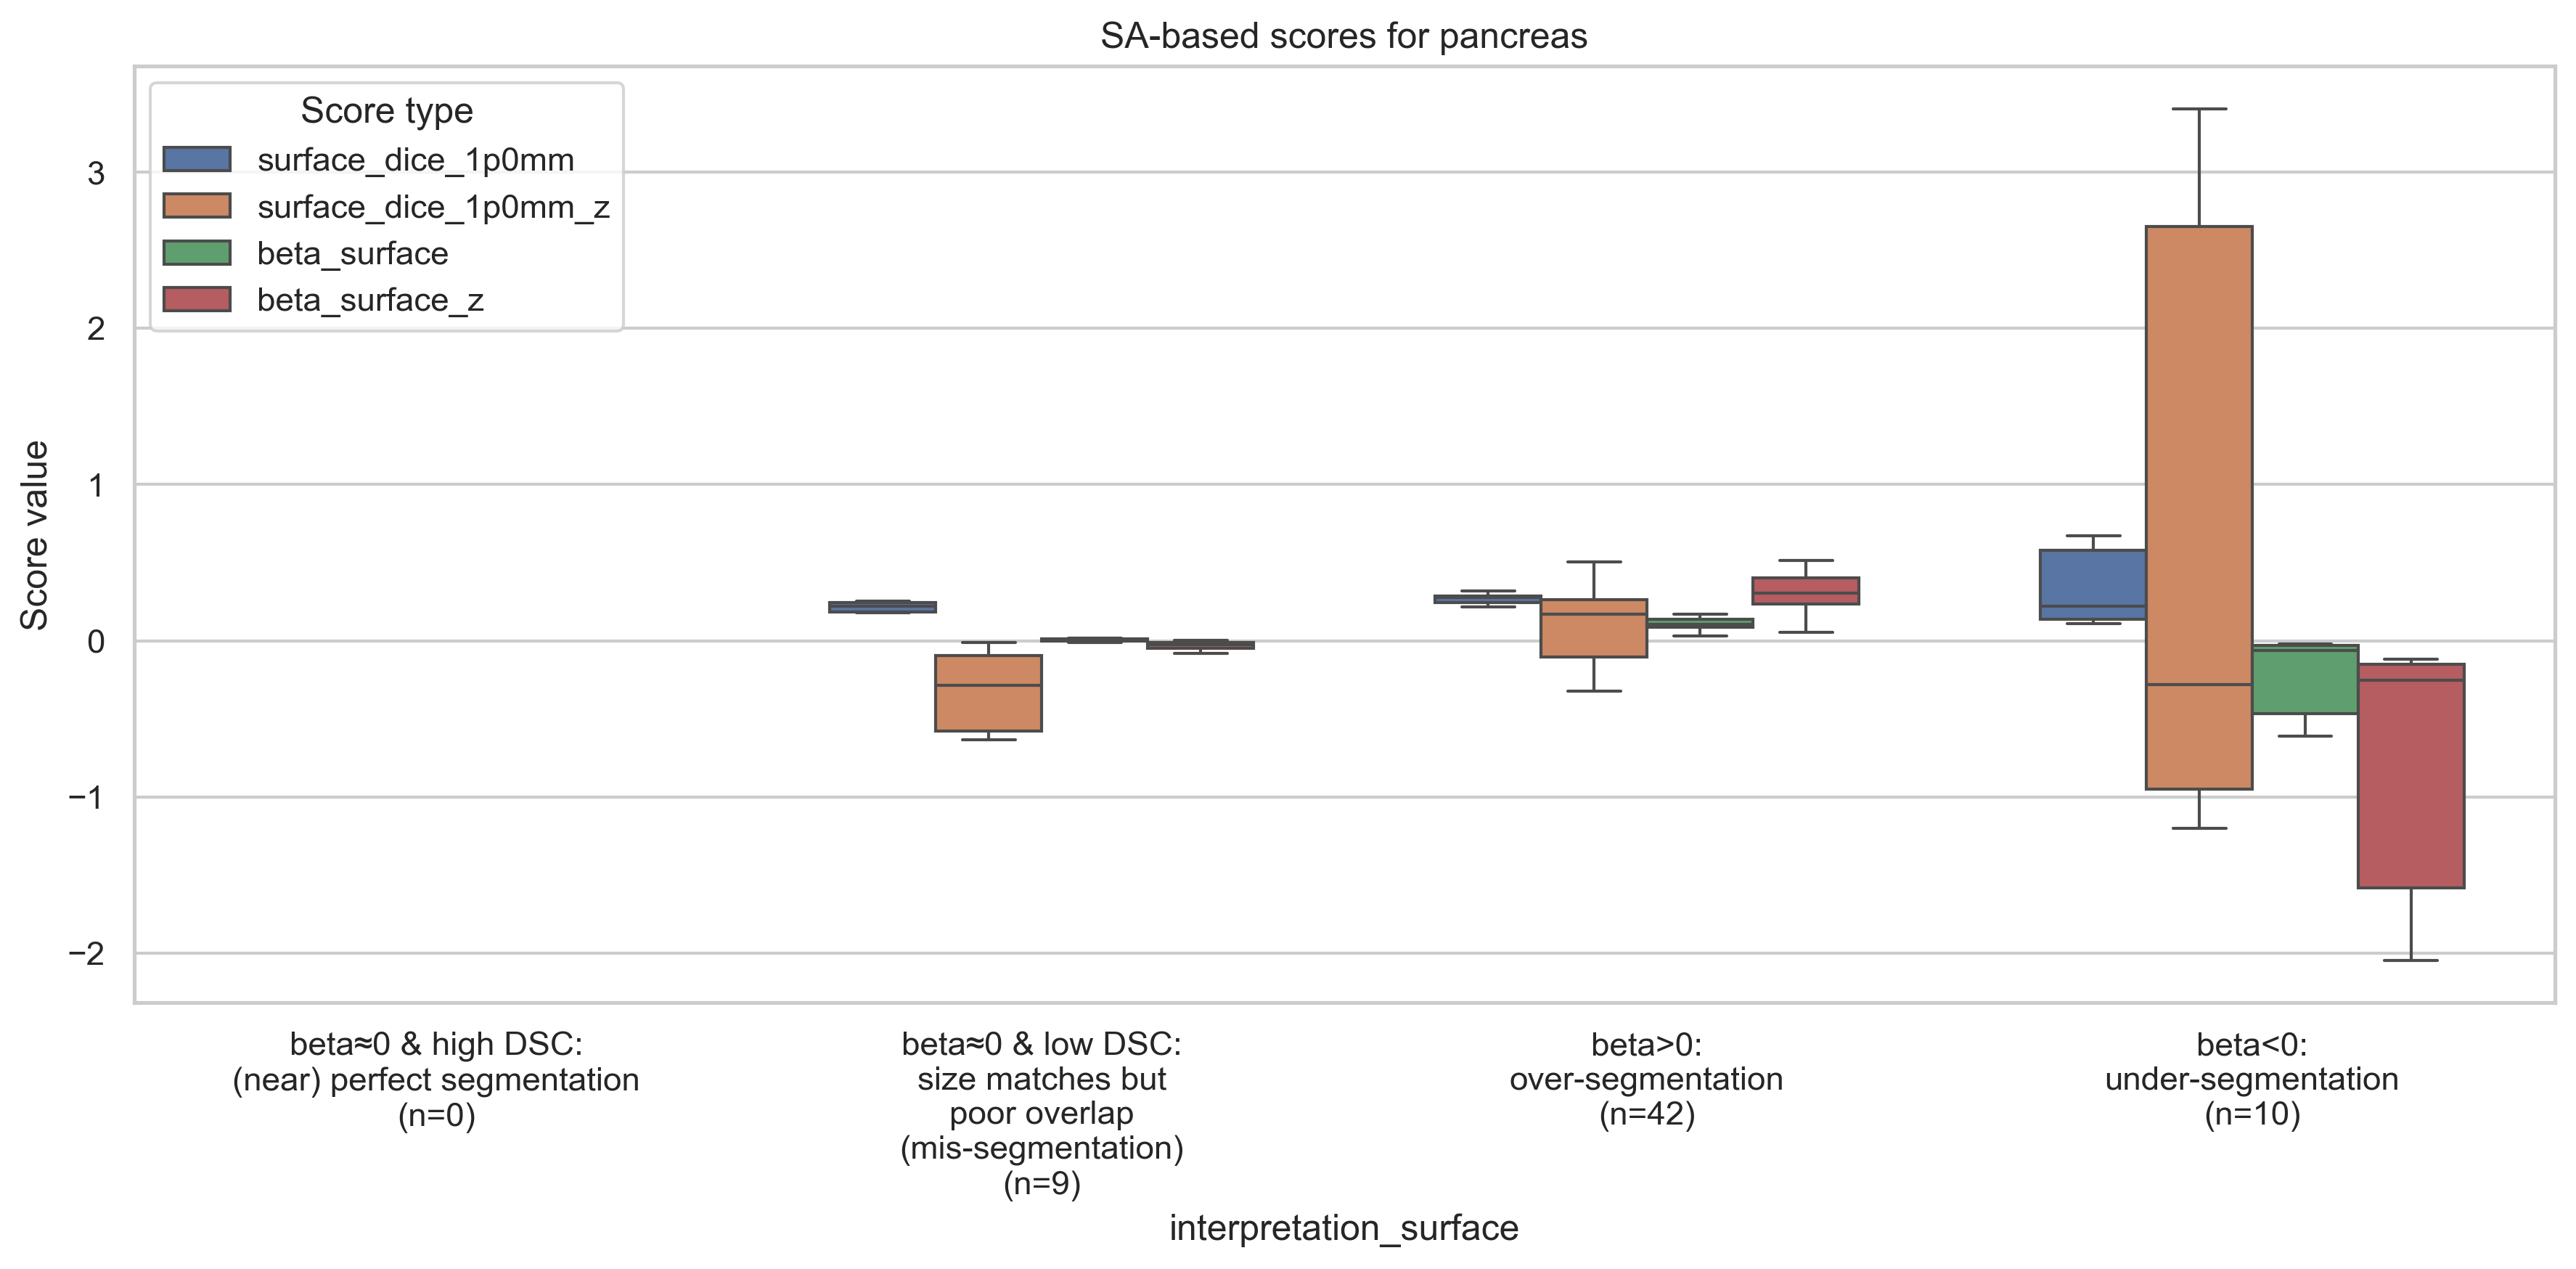 SA-based scores for pancreas
Score type
surface_dice_1p0mm
surface_dice_1p0mm_z
beta_surface
beta_surface_z
Score value
3
2
1
0
−1
−2
beta≈0 & high DSC:
(near) perfect segmentation
(n=0)
beta≈0 & low DSC:
size matches but
poor overlap
(mis-segmentation)
(n=9)
beta>0:
over-segmentation
(n=42)
beta<0:
under-segmentation
(n=10)
interpretation_surface